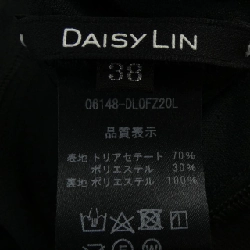 DAISY LIN
38
06148-DL0FZ20L
品質表示
表地 トリアセテート 70%
ポリエステル 30%
裏地 ポリエステル 100%